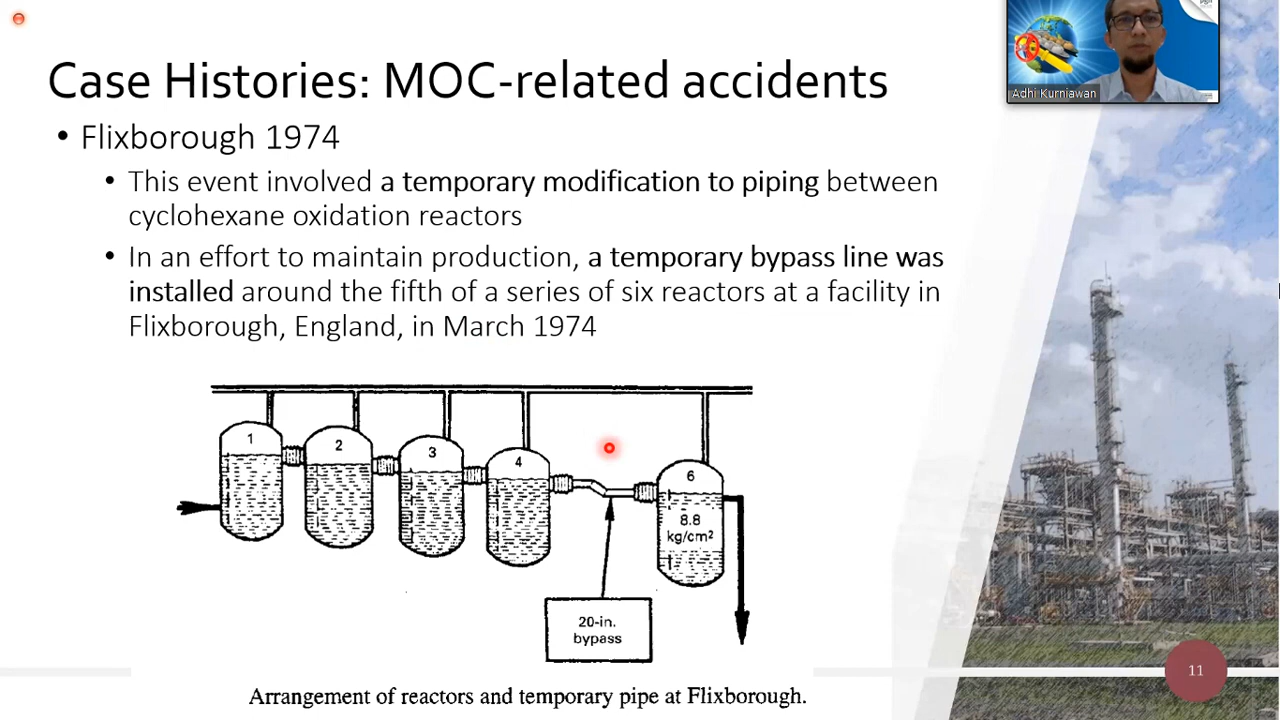 Case Histories: MOC-related accidents
Adhi Kurniawan
• Flixborough 1974
• This event involved a temporary modification to piping between
cyclohexane oxidation reactors
• In an effort to maintain production, a temporary bypass line was
installed around the fifth of a series of six reactors at a facility in
Flixborough, England, in March 1974
1
2
3
4
6
8.8
kg/cm²
20-in.
bypass
Arrangement of reactors and temporary pipe at Flixborough.
11